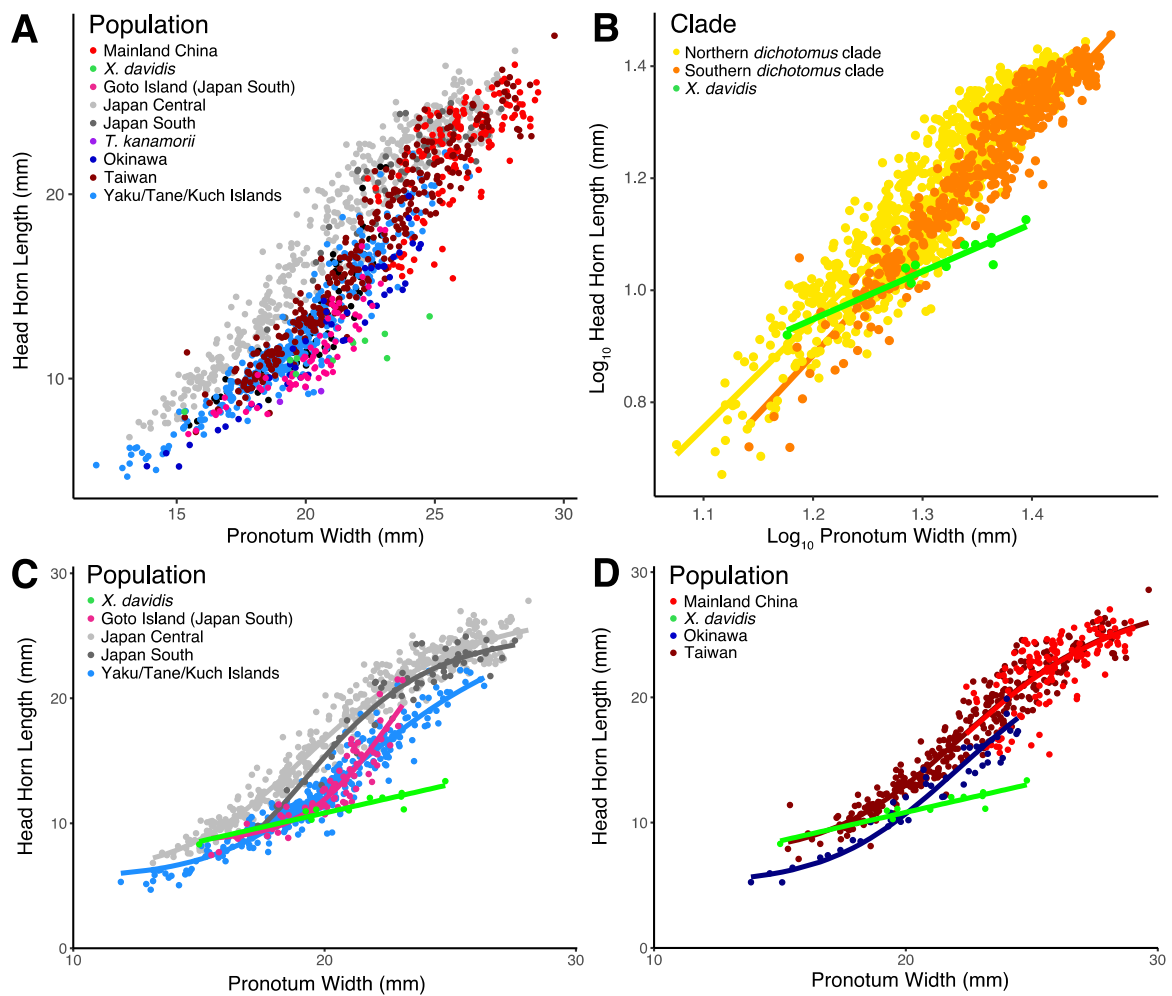 A
Population
Mainland China
X. davidis
Goto Island (Japan South)
Japan Central
Japan South
T. kanamorii
Okinawa
Taiwan
Yaku/Tane/Kuch Islands
Head Horn Length (mm)
20
10
15
20
25
30
Pronotum Width (mm)
B
Clade
Northern dichotomus clade
Southern dichotomus clade
X. davidis
Log₁₀ Head Horn Length (mm)
1.4
1.2
1.0
0.8
1.1
1.2
1.3
1.4
Log₁₀ Pronotum Width (mm)
C
Population
X. davidis
Goto Island (Japan South)
Japan Central
Japan South
Yaku/Tane/Kuch Islands
Head Horn Length (mm)
30
20
10
0
10
20
30
Pronotum Width (mm)
D
Population
Mainland China
X. davidis
Okinawa
Taiwan
Head Horn Length (mm)
30
20
10
0
10
20
30
Pronotum Width (mm)